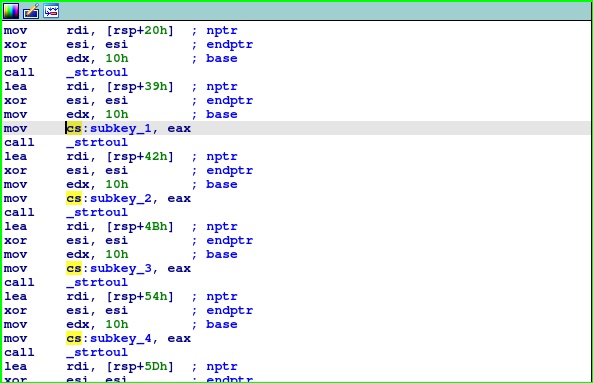 mov rdi, [rsp+20h] ; nptr
xor esi, esi ; endptr
mov edx, 10h ; base
call _strtoul
lea rdi, [rsp+39h] ; nptr
xor esi, esi ; endptr
mov edx, 10h ; base
mov cs:subkey_1, eax
call _strtoul
lea rdi, [rsp+42h] ; nptr
xor esi, esi ; endptr
mov edx, 10h ; base
mov cs:subkey_2, eax
call _strtoul
lea rdi, [rsp+4Bh] ; nptr
xor esi, esi ; endptr
mov edx, 10h ; base
mov cs:subkey_3, eax
call _strtoul
lea rdi, [rsp+54h] ; nptr
xor esi, esi ; endptr
mov edx, 10h ; base
mov cs:subkey_4, eax
call _strtoul
lea rdi, [rsp+5Dh] ; nptr
xor esi, esi ; endptr